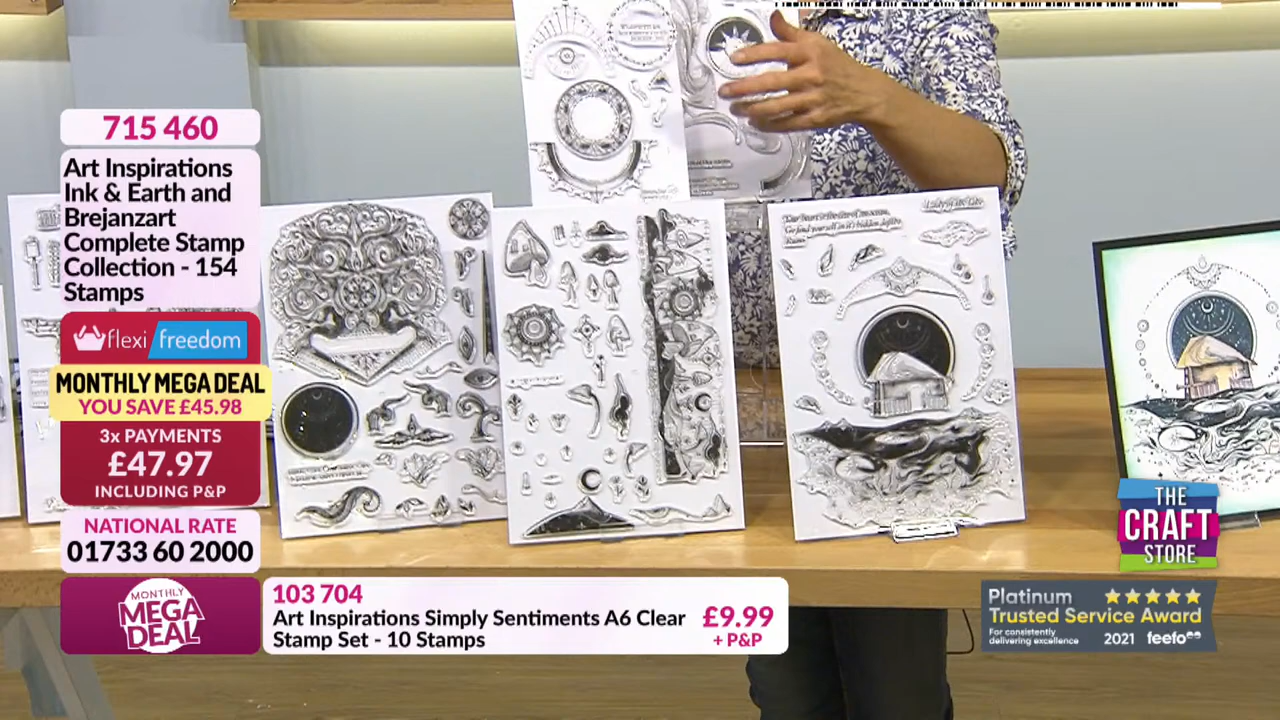 715 460
Art Inspirations
Ink & Earth and
Brejanzart
Complete Stamp
Collection - 154
Stamps
flexi freedom
MONTHLY MEGA DEAL
YOU SAVE £45.98
3x PAYMENTS
£47.97
INCLUDING P&P
NATIONAL RATE
01733 60 2000
MONTHLY
MEGA
DEAL
103 704
Art Inspirations Simply Sentiments A6 Clear
Stamp Set - 10 Stamps
£9.99
+ P&P
THE
CRAFT
STORE
Platinum
Trusted Service Award
For consistently
delivering excellence
2021 feefo